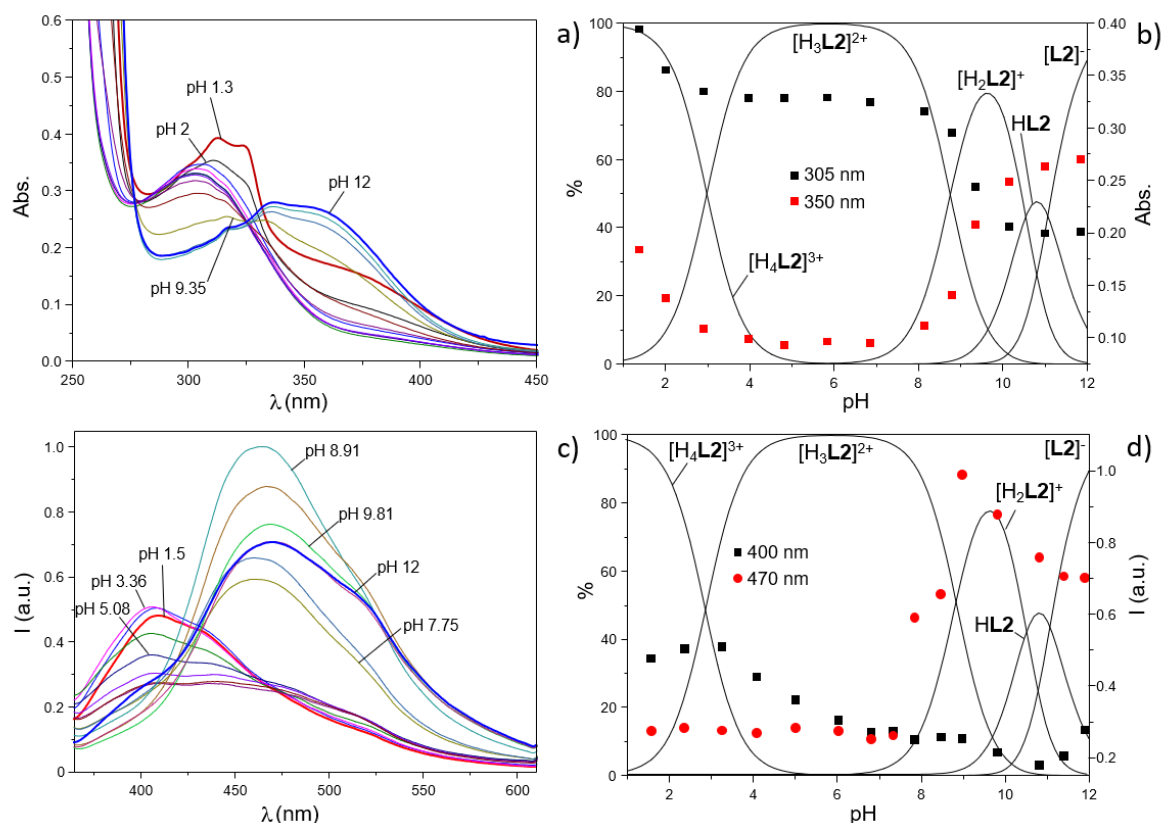 a)
0.6
0.5
0.4
0.3
0.2
0.1
0.0
Abs.
pH 1.3
pH 2
pH 12
pH 9.35
250 300 350 400 450
λ (nm)
b)
100
80
60
40
20
0
%
[H3L2]2+
[L2]-
[H2L2]+
HL2
305 nm
350 nm
[H4L2]3+
0.40
0.35
0.30
0.25
0.20
0.15
0.10
Abs.
2 4 6 8 10 12
pH
c)
1.0
0.8
0.6
0.4
0.2
0.0
I (a.u.)
pH 8.91
pH 9.81
pH 1.5
pH 12
pH 3.36
pH 5.08
pH 7.75
400 450 500 550 600
λ (nm)
d)
100
80
60
40
20
0
%
[H4L2]3+
[H3L2]2+
[L2]-
[H2L2]+
400 nm
470 nm
HL2
1.0
0.8
0.6
0.4
0.2
I (a.u.)
2 4 6 8 10 12
pH